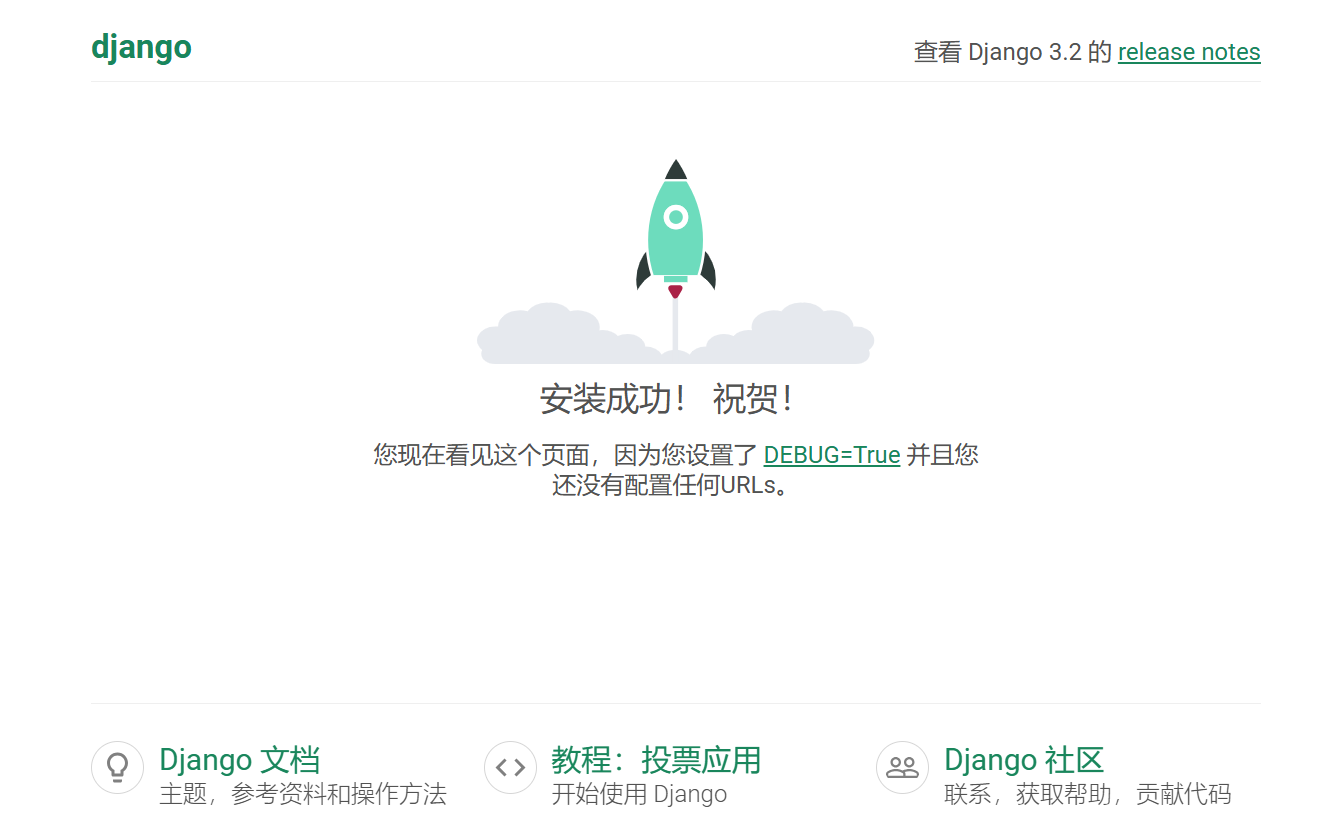 django
查看 Django 3.2 的 release notes
安装成功！ 祝贺！
您现在看见这个页面，因为您设置了 DEBUG=True 并且您
还没有配置任何URLs。
Django 文档
主题，参考资料和操作方法
教程：投票应用
开始使用 Django
Django 社区
联系，获取帮助，贡献代码